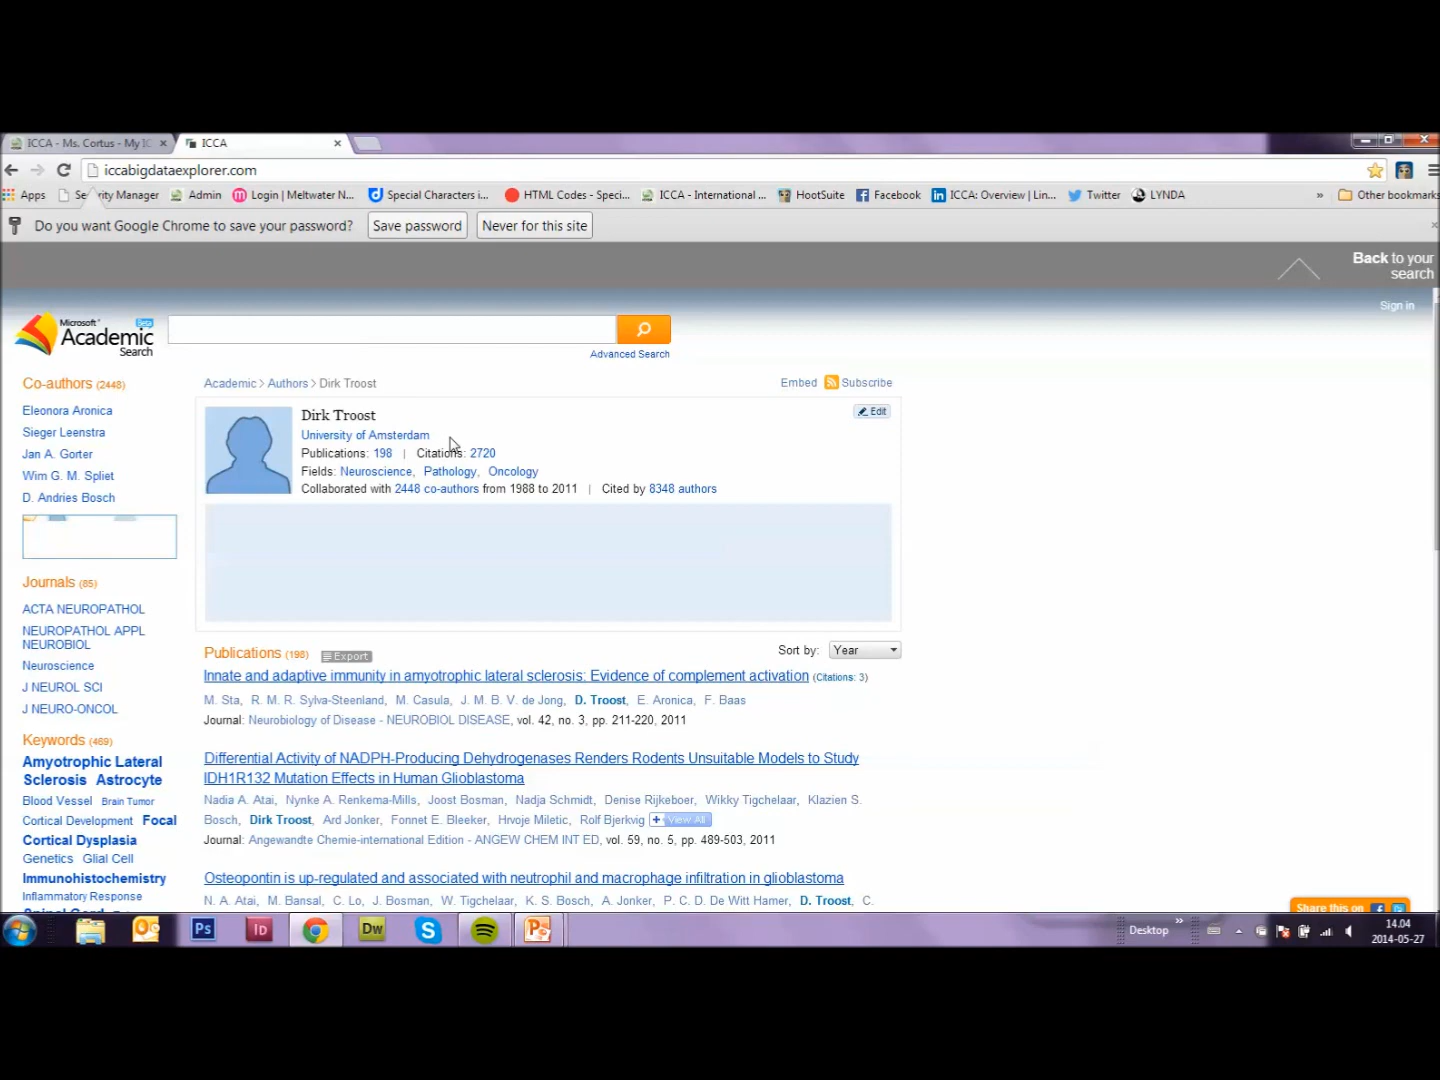 ICCA - Ms. Cortus - My IC
ICCA
iccabigdataexplorer.com
Apps Security Manager Admin Login | Meltwater N... Special Characters i... HTML Codes - Speci... ICCA - International ... HootSuite Facebook ICCA: Overview | Lin... Twitter LYNDA » Other bookmarks
Do you want Google Chrome to save your password? Save password Never for this site
Back to your
search
Sign in
Microsoft®
Academic
Search
Beta
Advanced Search
Academic > Authors > Dirk Troost
Embed Subscribe
Co-authors (2448)
Eleonora Aronica
Sieger Leenstra
Jan A. Gorter
Wim G. M. Spliet
D. Andries Bosch
Dirk Troost
Edit
University of Amsterdam
Publications: 198 | Citations: 2720
Fields: Neuroscience, Pathology, Oncology
Collaborated with 2448 co-authors from 1988 to 2011 | Cited by 8348 authors
Journals (85)
ACTA NEUROPATHOL
NEUROPATHOL APPL
NEUROBIOL
Neuroscience
J NEUROL SCI
J NEURO-ONCOL
Keywords (469)
Amyotrophic Lateral
Sclerosis Astrocyte
Blood Vessel Brain Tumor
Cortical Development Focal
Cortical Dysplasia
Genetics Glial Cell
Immunohistochemistry
Inflammatory Response
Publications (198) Export
Sort by: Year
Innate and adaptive immunity in amyotrophic lateral sclerosis: Evidence of complement activation (Citations: 3)
M. Sta, R. M. R. Sylva-Steenland, M. Casula, J. M. B. V. de Jong, D. Troost, E. Aronica, F. Baas
Journal: Neurobiology of Disease - NEUROBIOL DISEASE, vol. 42, no. 3, pp. 211-220, 2011
Differential Activity of NADPH-Producing Dehydrogenases Renders Rodents Unsuitable Models to Study
IDH1R132 Mutation Effects in Human Glioblastoma
Nadia A. Atai, Nynke A. Renkema-Mills, Joost Bosman, Nadja Schmidt, Denise Rijkeboer, Wikky Tigchelaar, Klazien S.
Bosch, Dirk Troost, Ard Jonker, Fonnet E. Bleeker, Hrvoje Miletic, Rolf Bjerkvig + View All
Journal: Angewandte Chemie-international Edition - ANGEW CHEM INT ED, vol. 59, no. 5, pp. 489-503, 2011
Osteopontin is up-regulated and associated with neutrophil and macrophage infiltration in glioblastoma
N. A. Atai, M. Bansal, C. Lo, J. Bosman, W. Tigchelaar, K. S. Bosch, A. Jonker, P. C. D. De Witt Hamer, D. Troost, C.
Share this on
Ps Id Dw
Desktop »
14.04
2014-05-27